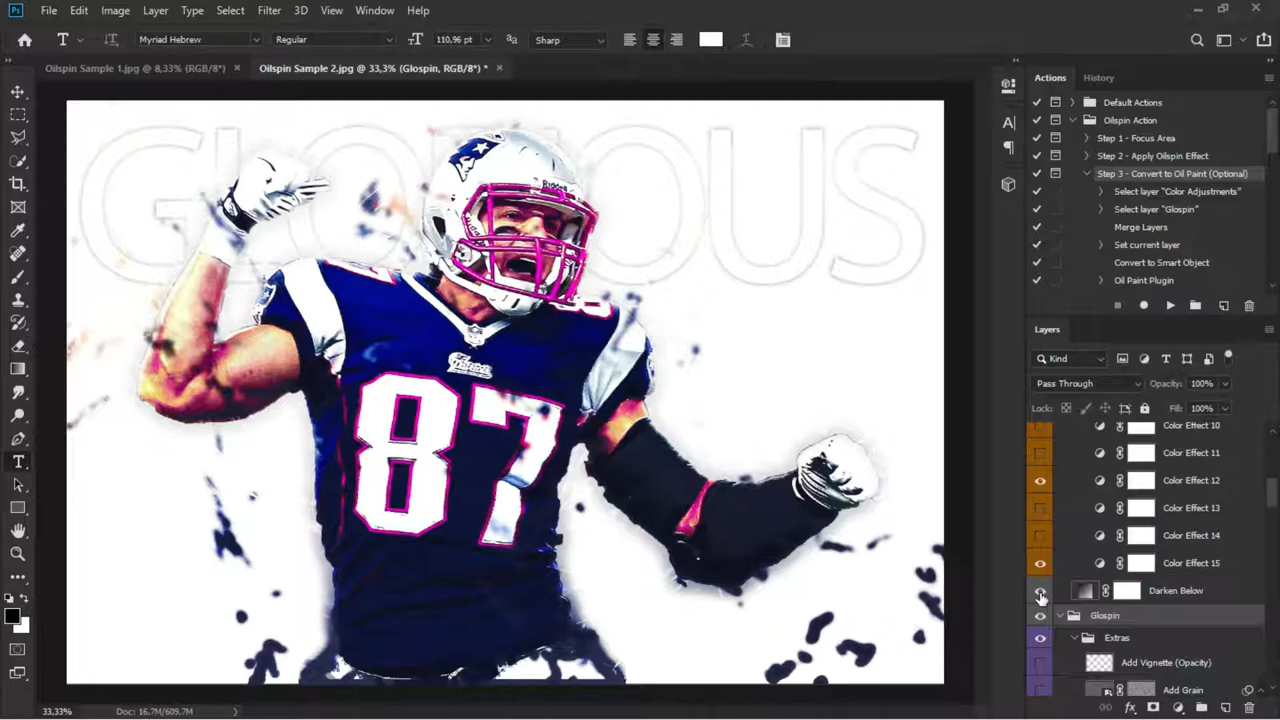 Ps File Edit Image Layer Type Select Filter 3D View Window Help
T Myriad Hebrew Regular 110,96 pt Sharp
Oilspin Sample 1.jpg @ 8,33% (RGB/8*) × Oilspin Sample 2.jpg @ 33,3% (Glospin, RGB/8*) * ×
Actions History
Default Actions
Oilspin Action
Step 1 - Focus Area
Step 2 - Apply Oilspin Effect
Step 3 - Convert to Oil Paint (Optional)
Select layer "Color Adjustments"
Select layer "Glospin"
Merge Layers
Set current layer
Convert to Smart Object
Oil Paint Plugin
GLORIOUS
Riddell
Patriots
87
8
Layers
Kind
Pass Through Opacity: 100%
Lock: Fill: 100%
Color Effect 10
Color Effect 11
Color Effect 12
Color Effect 13
Color Effect 14
Color Effect 15
Darken Below
Glospin
Extras
Add Vignette (Opacity)
Add Grain
33,33% Doc: 16,7M/609,7M